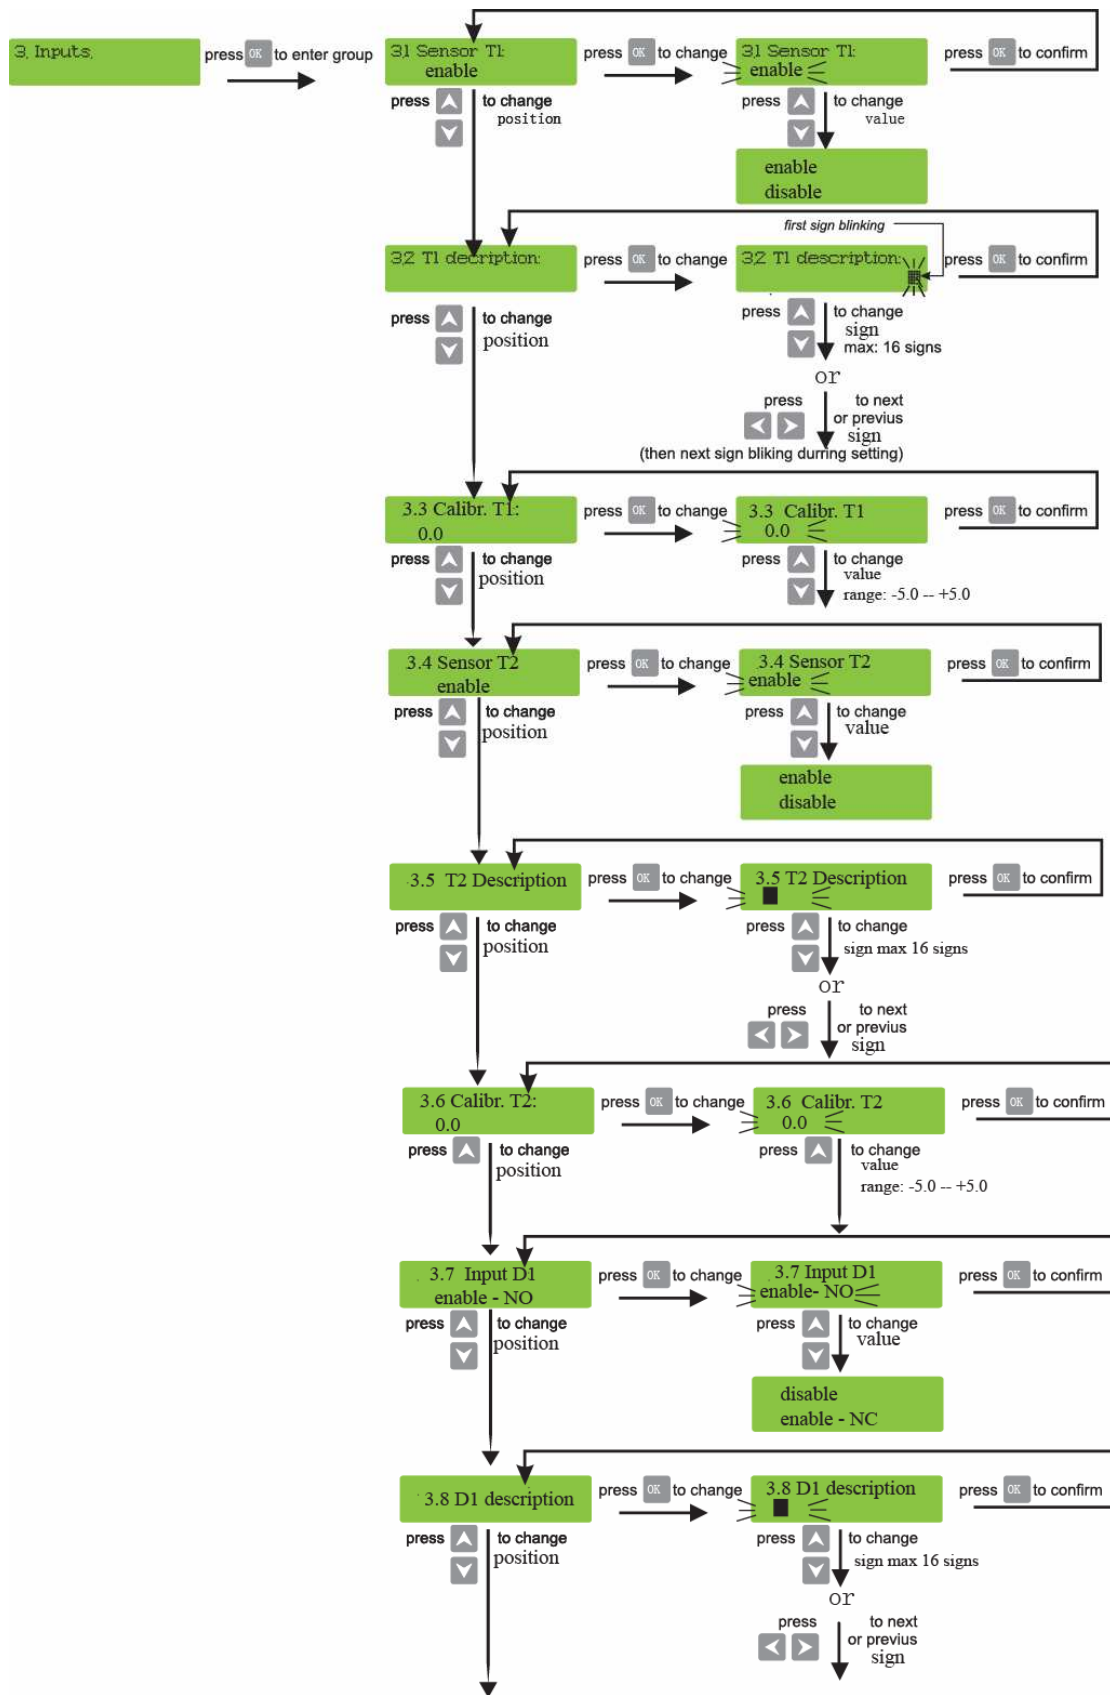 3. Inputs.
press OK to enter group
3.1 Sensor T1:
enable
press OK to change
3.1 Sensor T1:
enable
press OK to confirm
press to change
position
press to change
value
enable
disable
first sign blinking
3.2 T1 decription:
press OK to change
3.2 T1 description:
press OK to confirm
press to change
position
press to change
sign
max: 16 signs
or
press to next
or previus
sign
(then next sign bliking durring setting)
3.3 Calibr. T1:
0.0
press OK to change
3.3 Calibr. T1
0.0
press OK to confirm
press to change
position
press to change
value
range: -5.0 -- +5.0
3.4 Sensor T2
enable
press OK to change
3.4 Sensor T2
enable
press OK to confirm
press to change
position
press to change
value
enable
disable
.3.5 T2 Description
press OK to change
3.5 T2 Description
press OK to confirm
press to change
position
press to change
sign max 16 signs
or
press to next
or previus
sign
3.6 Calibr. T2:
0.0
press OK to change
3.6 Calibr. T2
0.0
press OK to confirm
press to change
position
press to change
value
range: -5.0 -- +5.0
3.7 Input D1
enable - NO
press OK to change
3.7 Input D1
enable- NO
press OK to confirm
press to change
position
press to change
value
disable
enable - NC
3.8 D1 description
press OK to change
3.8 D1 description
press OK to confirm
press to change
position
press to change
sign max 16 signs
or
press to next
or previus
sign